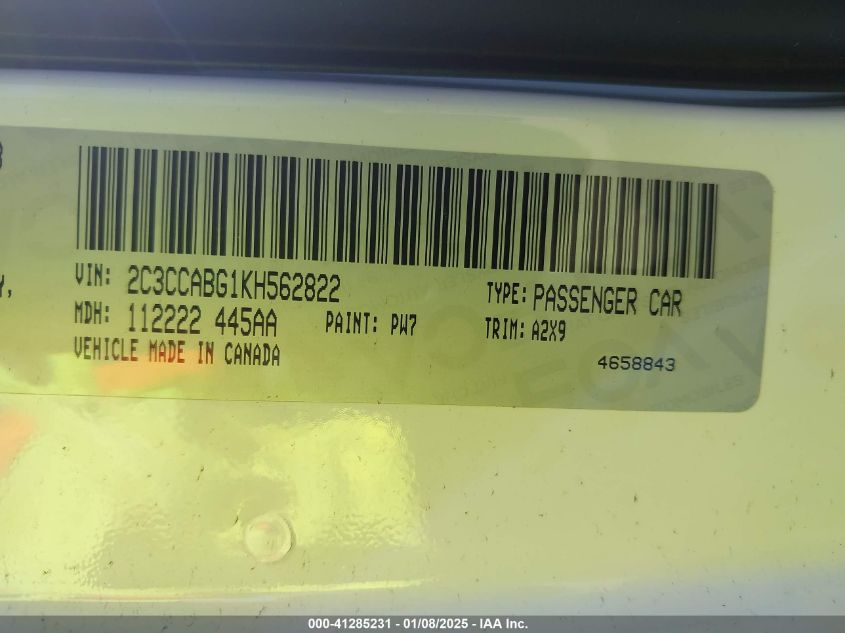 VIN: 2C3CCABG1KH562822
TYPE: PASSENGER CAR
MDH: 112222 445AA
PAINT: PW7
TRIM: A2X9
VEHICLE MADE IN CANADA
4658843
000-41285231 - 01/08/2025 - IAA Inc.